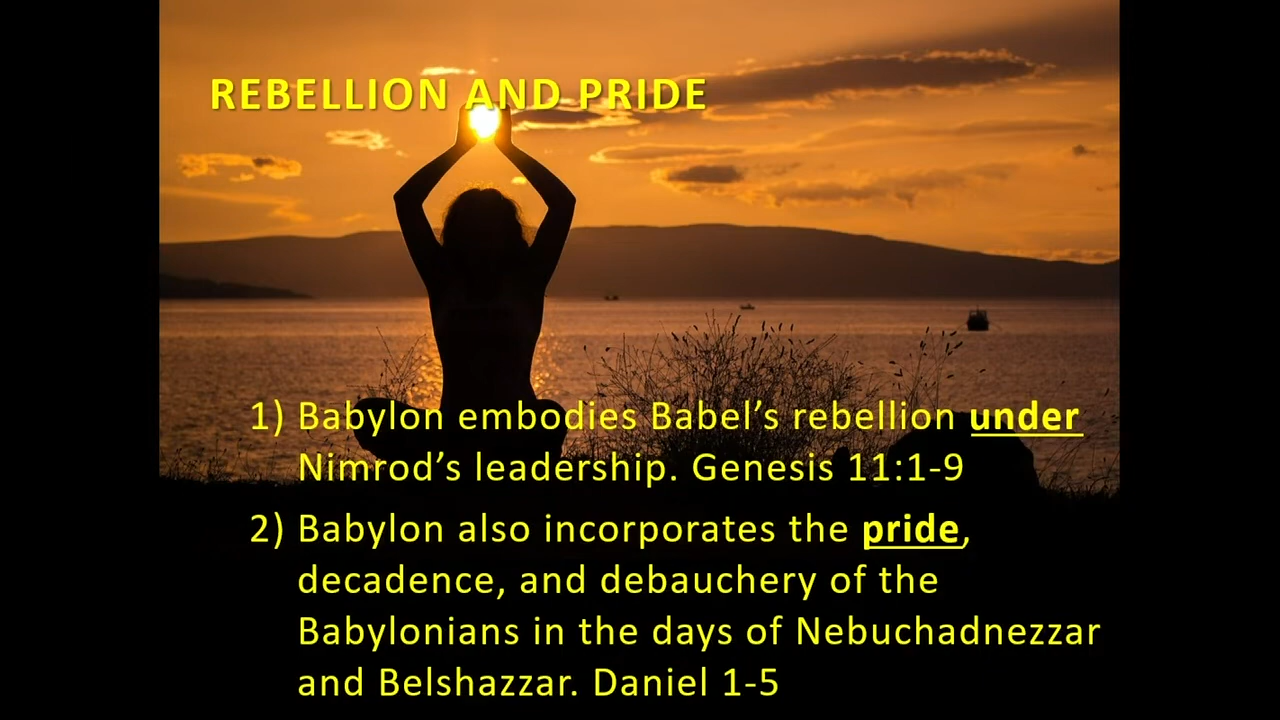 REBELLION AND PRIDE
1) Babylon embodies Babel’s rebellion under
Nimrod’s leadership. Genesis 11:1-9
2) Babylon also incorporates the pride,
decadence, and debauchery of the
Babylonians in the days of Nebuchadnezzar
and Belshazzar. Daniel 1-5